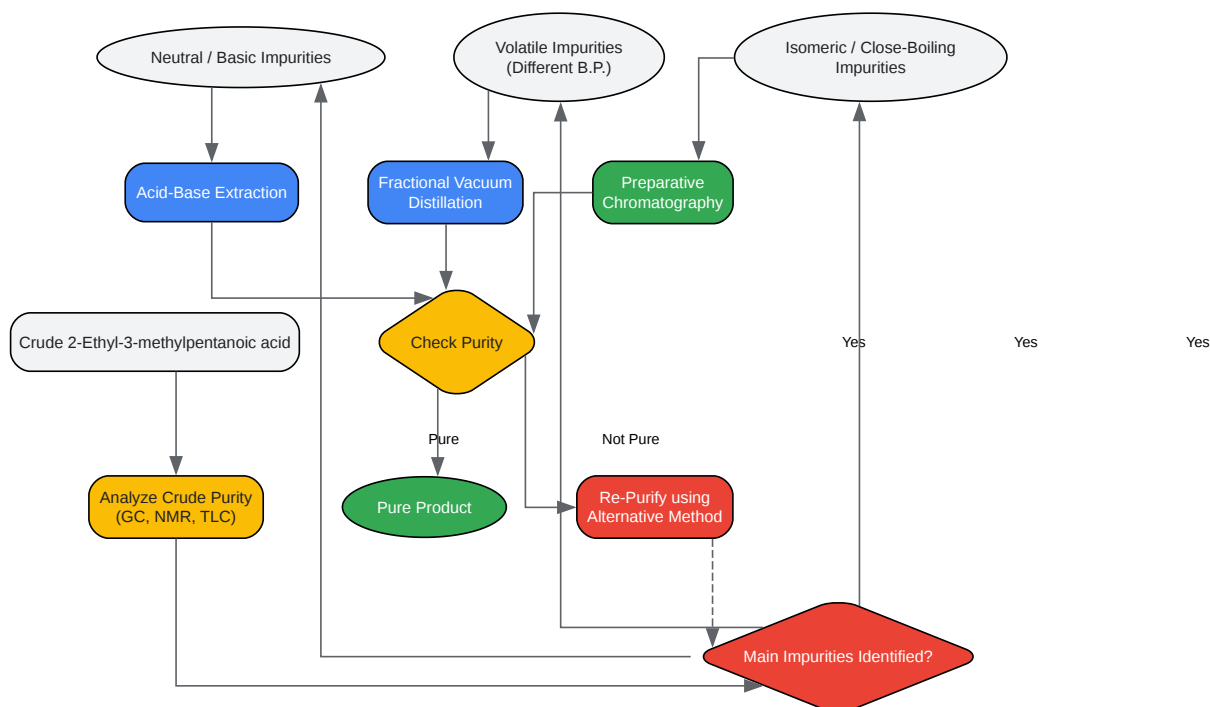 Neutral / Basic Impurities
Volatile Impurities
(Different B.P.)
Isomeric / Close-Boiling
Impurities
Acid-Base Extraction
Fractional Vacuum
Distillation
Preparative
Chromatography
Crude 2-Ethyl-3-methylpentanoic acid
Check Purity
Yes
Yes
Yes
Pure
Not Pure
Analyze Crude Purity
(GC, NMR, TLC)
Pure Product
Re-Purify using
Alternative Method
Main Impurities Identified?